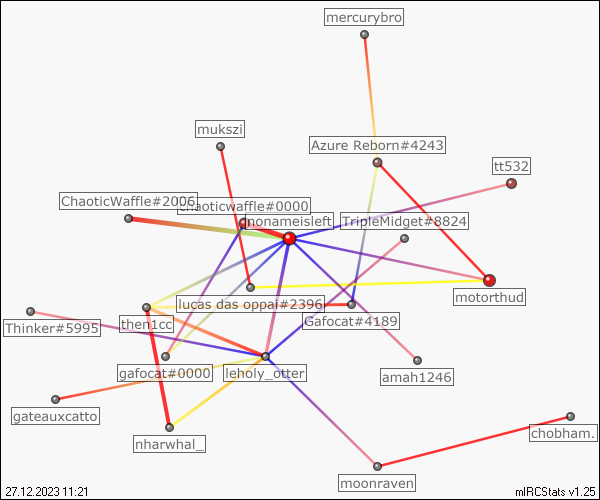 mercurybro
mukszi
Azure Reborn#4243
tt532
ChaoticWaffle#2006
chaoticwaffle#0000
nonameisleft
TripleMidget#8824
lucas das oppai#2396
motorthud
Thinker#5995
then1cc
Gafocat#4189
gafocat#0000
leholy_otter
amah1246
gateauxcatto
nharwhal_
chobham.
moonraven
27.12.2023 11:21
mIRCStats v1.25